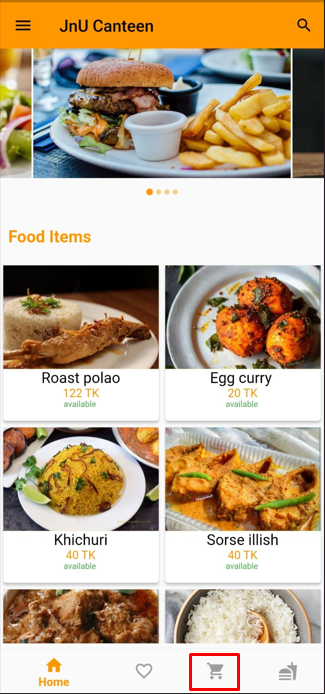 JnU Canteen
Food Items
Roast polao
122 TK
available
Egg curry
20 TK
available
Khichuri
40 TK
available
Sorse illish
40 TK
available
Home